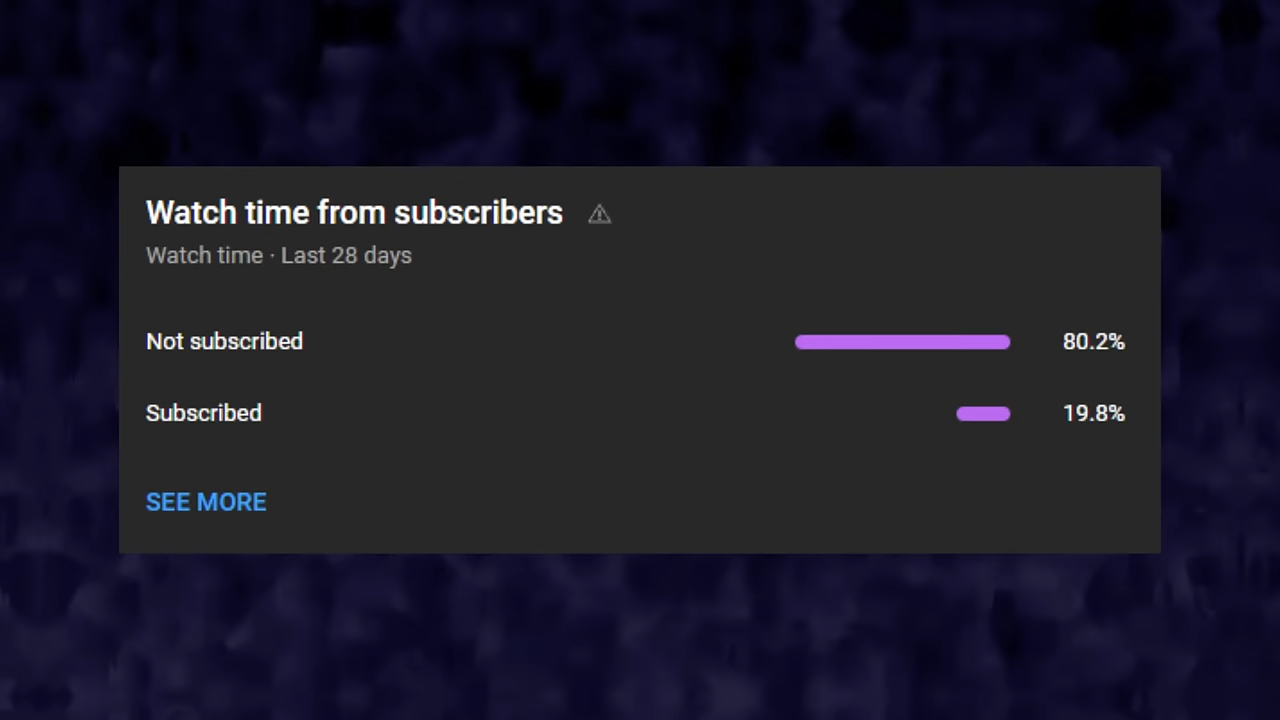 Watch time from subscribers
Watch time · Last 28 days
Not subscribed 80.2%
Subscribed 19.8%
SEE MORE